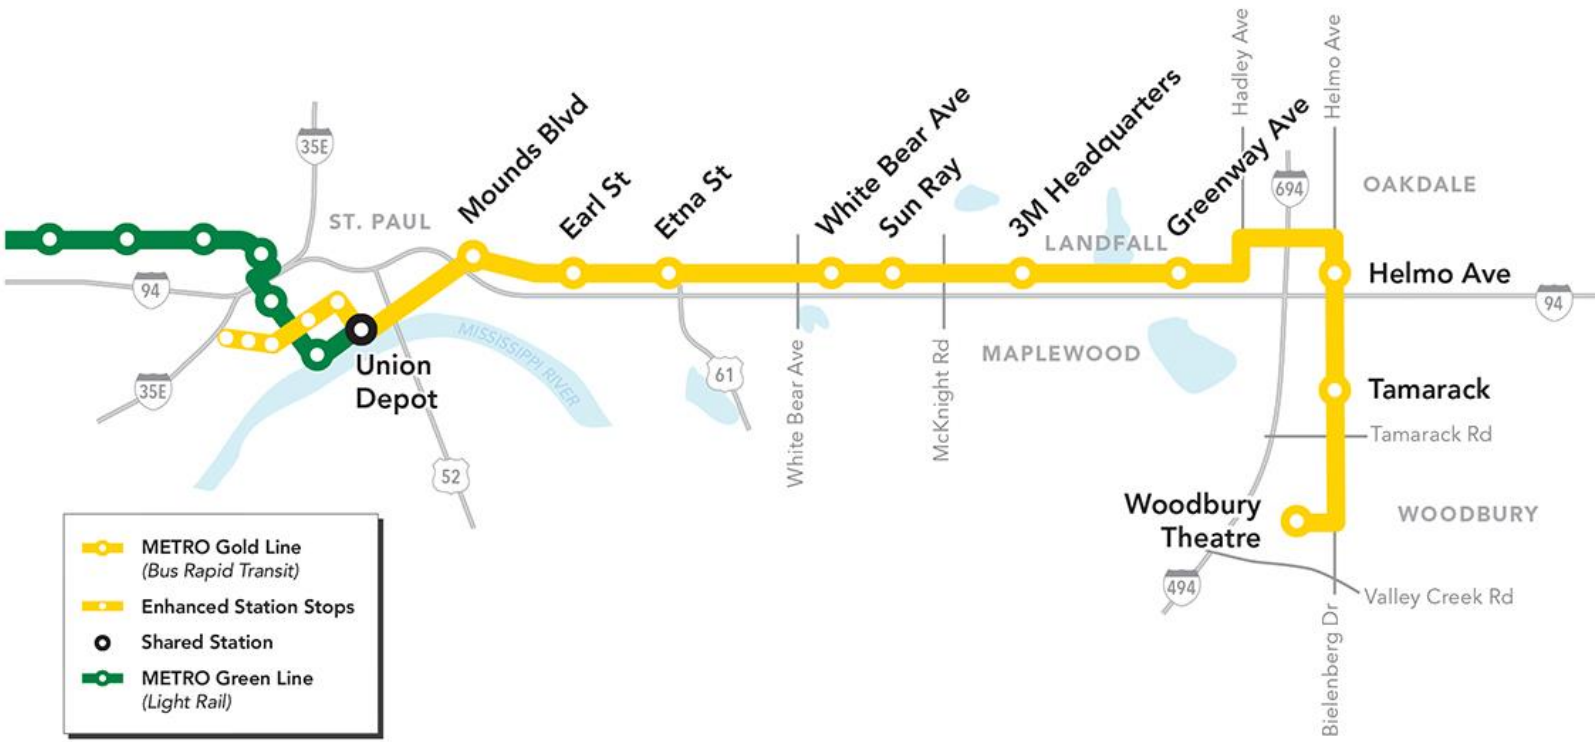 Hadley Ave
Helmo Ave
35E
Mounds Blvd
Earl St
Etna St
White Bear Ave
Sun Ray
3M Headquarters
Greenway Ave
694
OAKDALE
ST. PAUL
LANDFALL
Helmo Ave
94
94
MISSISSIPPI RIVER
MAPLEWOOD
Union
Depot
35E
61
White Bear Ave
McKnight Rd
Tamarack
Tamarack Rd
52
Woodbury
Theatre
WOODBURY
494
Valley Creek Rd
Bielenberg Dr
METRO Gold Line
(Bus Rapid Transit)
Enhanced Station Stops
Shared Station
METRO Green Line
(Light Rail)